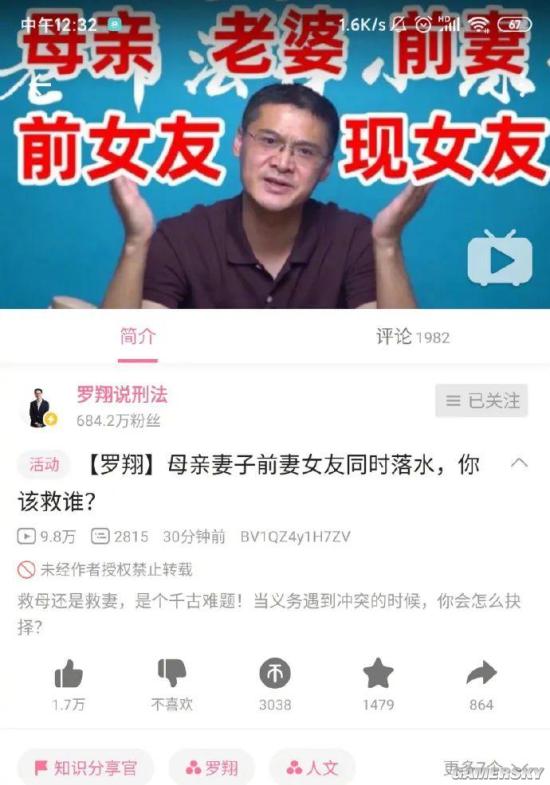 中午12:32
1.6K/s HD 67
母亲 老婆 前妻
前女友 现女友
简介 评论 1982
罗翔说刑法
684.2万粉丝
已关注
活动 【罗翔】母亲妻子前妻女友同时落水，你
该救谁？
9.8万 2815 30分钟前 BV1QZ4y1H7ZV
未经作者授权禁止转载
救母还是救妻，是个千古难题！当义务遇到冲突的时候，你会怎么抉
择？
1.7万 不喜欢 3038 1479 864
知识分享官 罗翔 人文 更多7个
GAMERSKY